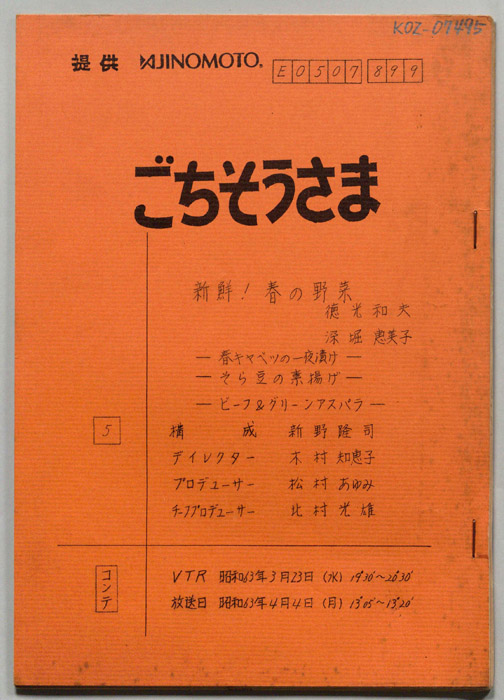 KOZ-07495
提供 AJINOMOTO®
E0507 899
ごちそうさま
新鮮！春の野菜
徳光和夫
深堀恵美子
―春キャベツの一夜漬け―
―そら豆の素揚げ―
―ビーフ&グリーンアスパラ―
5
構成 新野隆司
ディレクター 木村知恵子
プロデューサー 松村あゆみ
チーフプロデューサー 北村光雄
コンテ
VTR 昭和63年3月23日(水) 19°30'～20°30'
放送日 昭和63年4月4日(月) 13°05'～13°20'